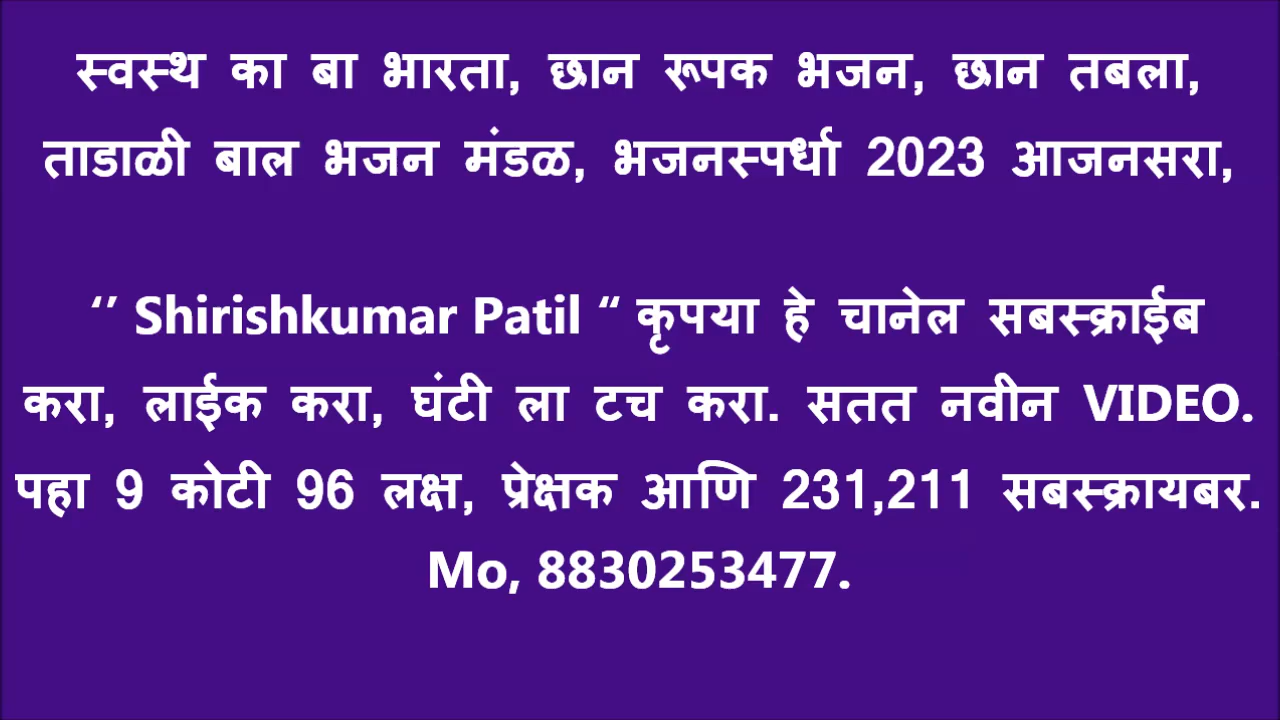 स्वस्थ का बा भारता, छान रूपक भजन, छान तबला,
ताडाळी बाल भजन मंडळ, भजनस्पर्धा 2023 आजनसरा,
‘’ Shirishkumar Patil “ कृपया हे चानेल सबस्क्राईब
करा, लाईक करा, घंटी ला टच करा. सतत नवीन VIDEO.
पहा 9 कोटी 96 लक्ष, प्रेक्षक आणि 231,211 सबस्क्रायबर.
Mo, 8830253477.